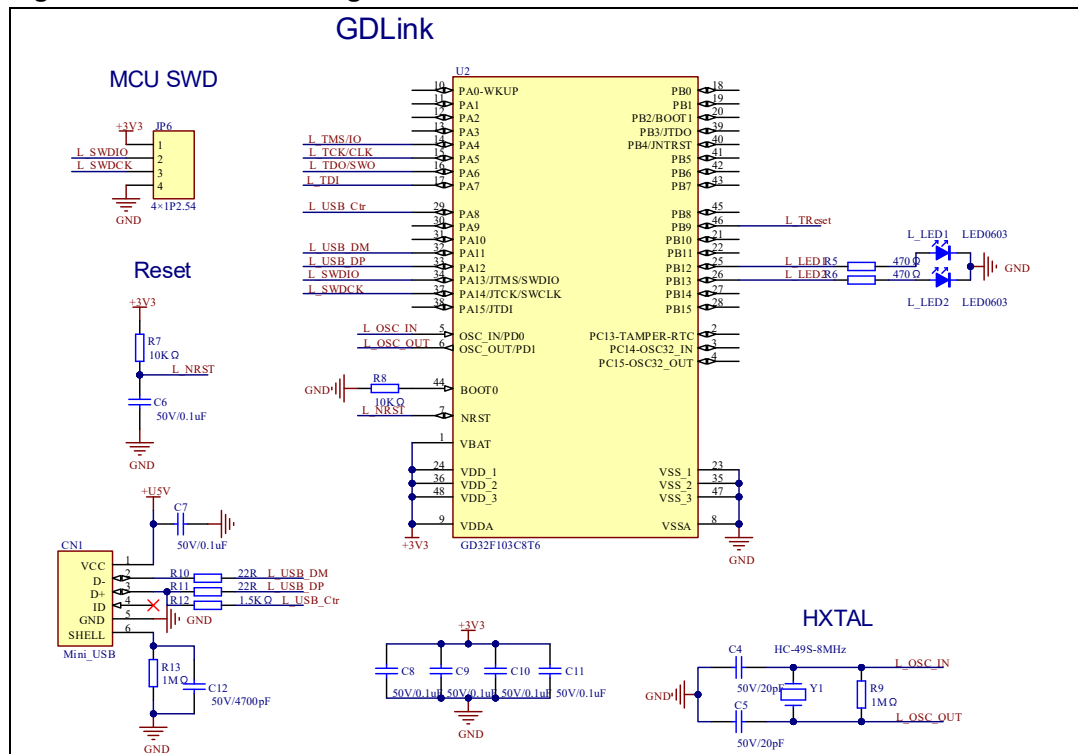 GDLink
MCU SWD
+3V3
JP6
1
L_SWDIO 2
L_SWDCK 3
4
GND
4×1P2.54
Reset
+3V3
R7
10KΩ
L_NRST
C6
50V/0.1uF
GND
+U5V
C7
50V/0.1uF
CN1
VCC 1
D- 2 R10 22R L_USB_DM
D+ 3 R11 22R L_USB_DP
ID 4 R12 1.5KΩ L_USB_Ctr
GND 5 GND
SHELL 6
Mini_USB
R13
1MΩ
C12
50V/4700pF
GND
U2
10 PA0-WKUP
11 PA1
12 PA2
13 PA3
L_TMS/IO 14 PA4
L_TCK/CLK 15 PA5
L_TDO/SWO 16 PA6
L_TDI 17 PA7
L_USB_Ctr 29 PA8
30 PA9
31 PA10
L_USB_DM 32 PA11
L_USB_DP 33 PA12
L_SWDIO 34 PA13/JTMS/SWDIO
L_SWDCK 37 PA14/JTCK/SWCLK
38 PA15/JTDI
L_OSC_IN 5 OSC_IN/PD0
L_OSC_OUT 6 OSC_OUT/PD1
GND R8 10KΩ 44 BOOT0
L_NRST 7 NRST
1 VBAT
24 VDD_1
36 VDD_2
48 VDD_3
9 VDDA
+3V3
GD32F103C8T6
PB0 18
PB1 19
PB2/BOOT1 20
PB3/JTDO 39
PB4/JNTRST 40
PB5 41
PB6 42
PB7 43
PB8 45
PB9 46 L_TReset
PB10 21
PB11 22
PB12 25 L_LED1 R5 470Ω
PB13 26 L_LED2 R6 470Ω
PB14 27
PB15 28
L_LED1 LED0603
GND
L_LED2 LED0603
PC13-TAMPER-RTC 2
PC14-OSC32_IN 3
PC15-OSC32_OUT 4
VSS_1 23
VSS_2 35
VSS_3 47
VSSA 8
GND
+3V3
C8 C9 C10 C11
50V/0.1uF 50V/0.1uF 50V/0.1uF 50V/0.1uF
GND
HXTAL
C4 HC-49S-8MHz
L_OSC_IN
50V/20pF
GND
Y1
R9
1MΩ
C5
L_OSC_OUT
50V/20pF